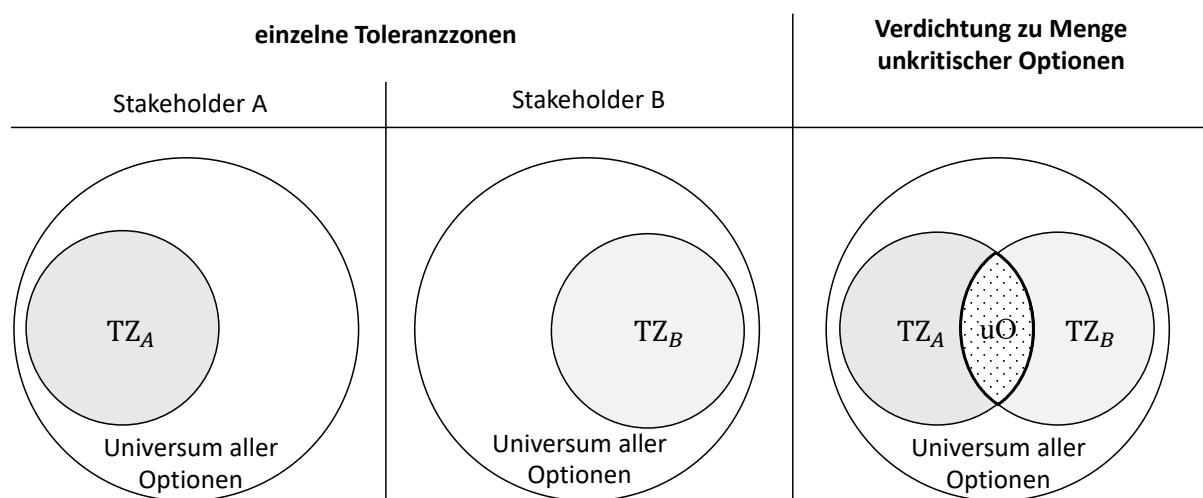 einzelne Toleranzzonen
Verdichtung zu Menge
unkritischer Optionen
Stakeholder A
Stakeholder B
TZ_A
Universum aller
Optionen
TZ_B
Universum aller
Optionen
TZ_A
uO
TZ_B
Universum aller
Optionen